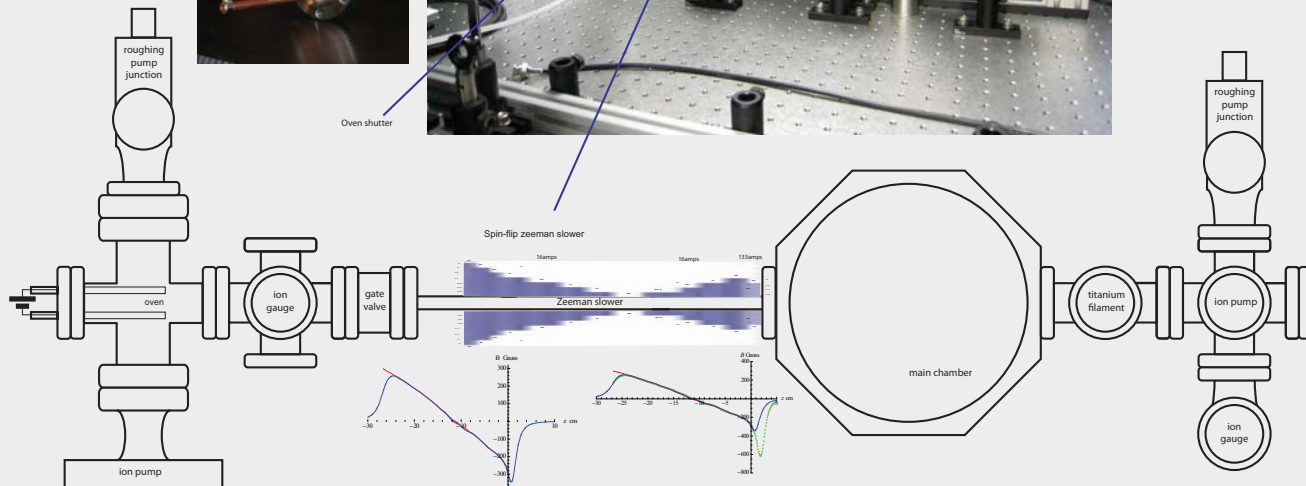 roughing
pump
junction
roughing
pump
junction
Oven shutter
Spin-flip zeeman slower
16amps
16amps
133amps
oven
ion
gauge
gate
valve
Zeeman slower
titanium
filament
ion pump
main chamber
B Gauss
300
200
100
-30
-20
-10
10
z cm
-100
-200
-300
B Gauss
400
200
-30
-25
-20
-15
-10
-5
z cm
-200
-400
-600
-800
ion
gauge
ion pump